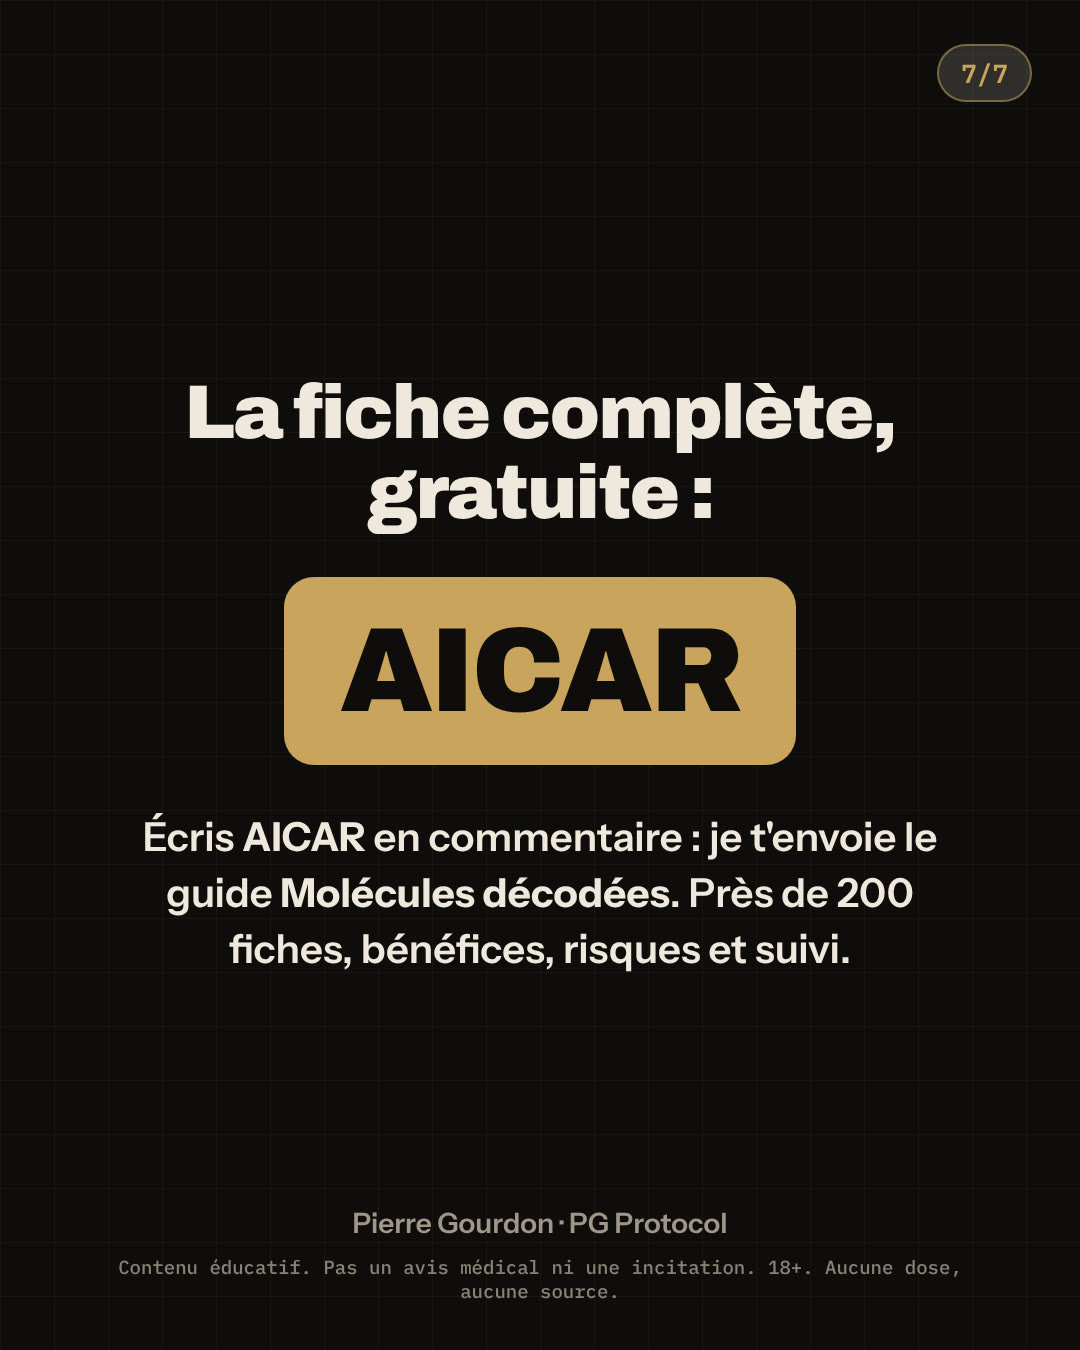 7/7
La fiche complète,
gratuite :
AICAR
Écris AICAR en commentaire : je t'envoie le
guide Molécules décodées. Près de 200
fiches, bénéfices, risques et suivi.
Pierre Gourdon · PG Protocol
Contenu éducatif. Pas un avis médical ni une incitation. 18+. Aucune dose,
aucune source.